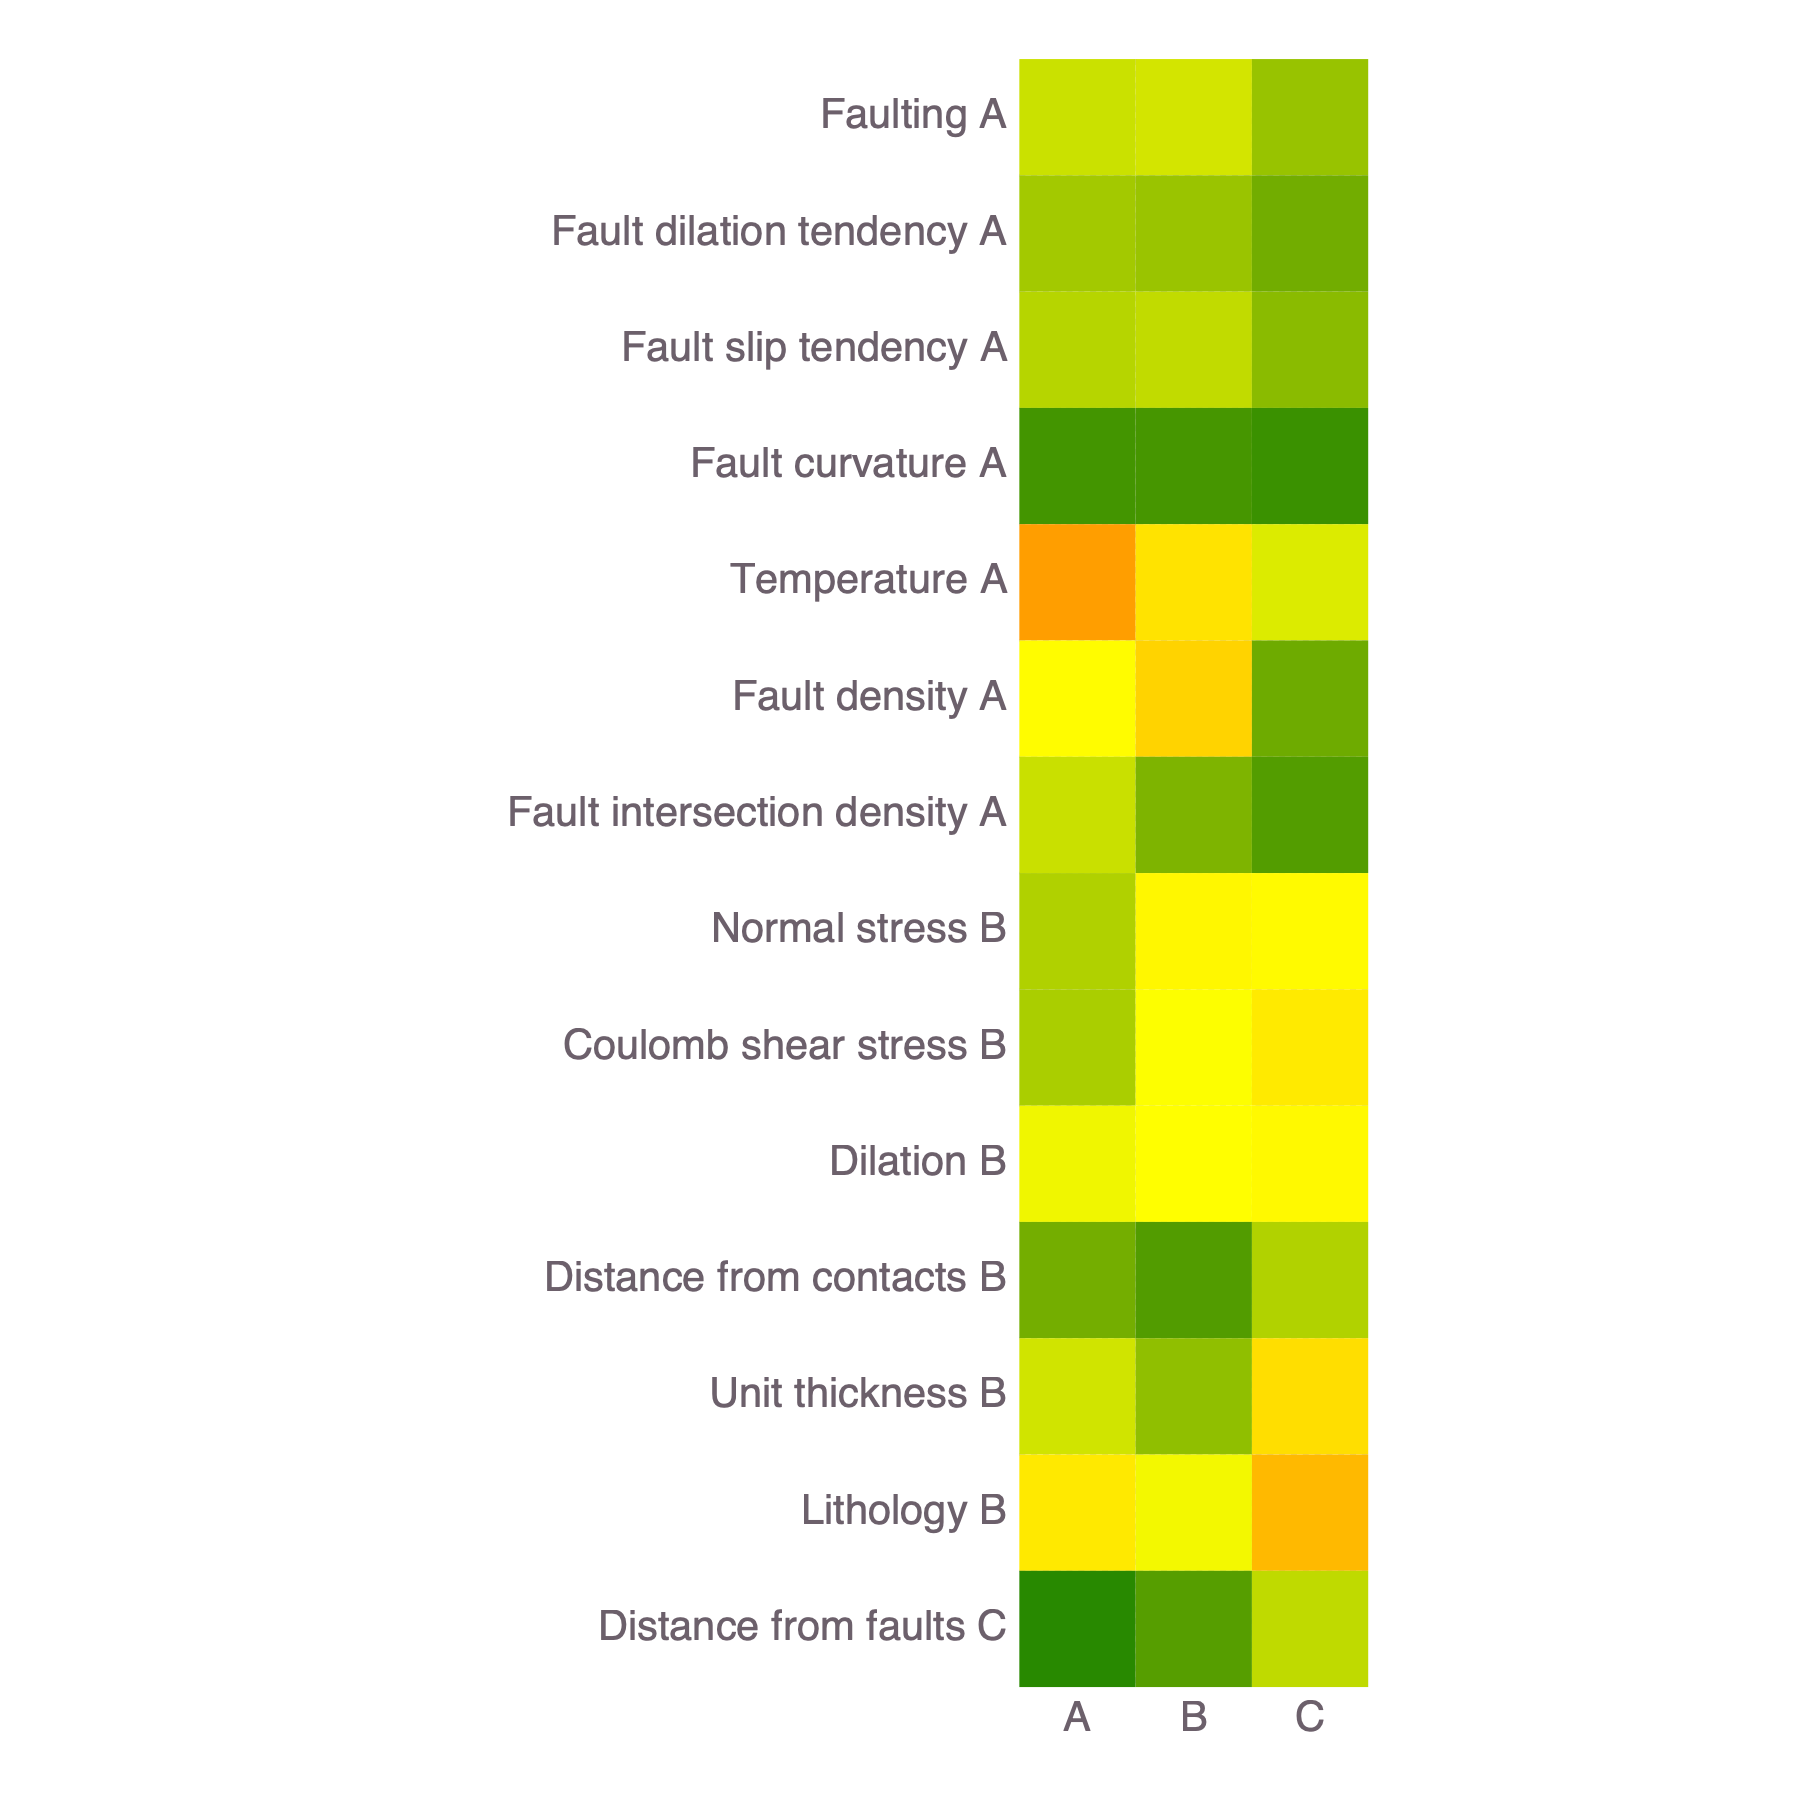 Faulting A
Fault dilation tendency A
Fault slip tendency A
Fault curvature A
Temperature A
Fault density A
Fault intersection density A
Normal stress B
Coulomb shear stress B
Dilation B
Distance from contacts B
Unit thickness B
Lithology B
Distance from faults C
A B C